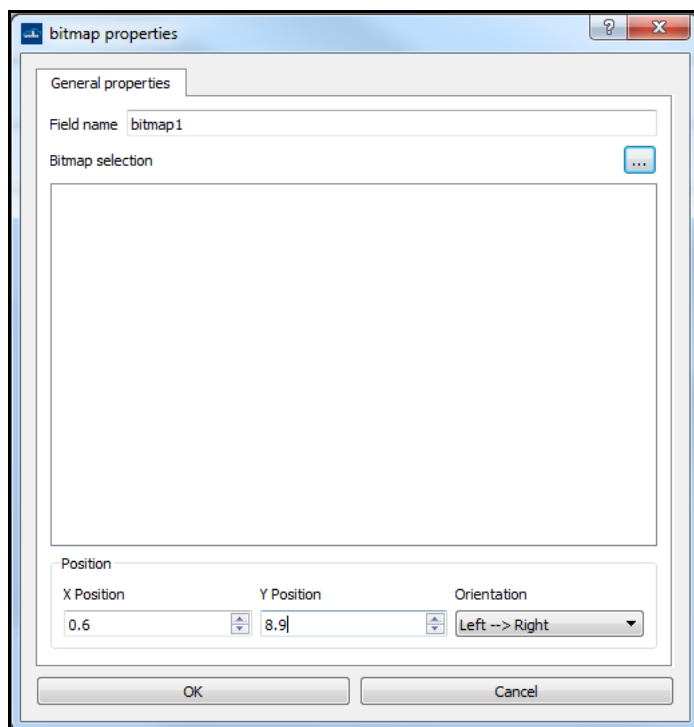 bitmap properties
?
X
General properties
Field name bitmap1
Bitmap selection ...
Position
X Position Y Position Orientation
0.6 8.9 Left --> Right
OK Cancel